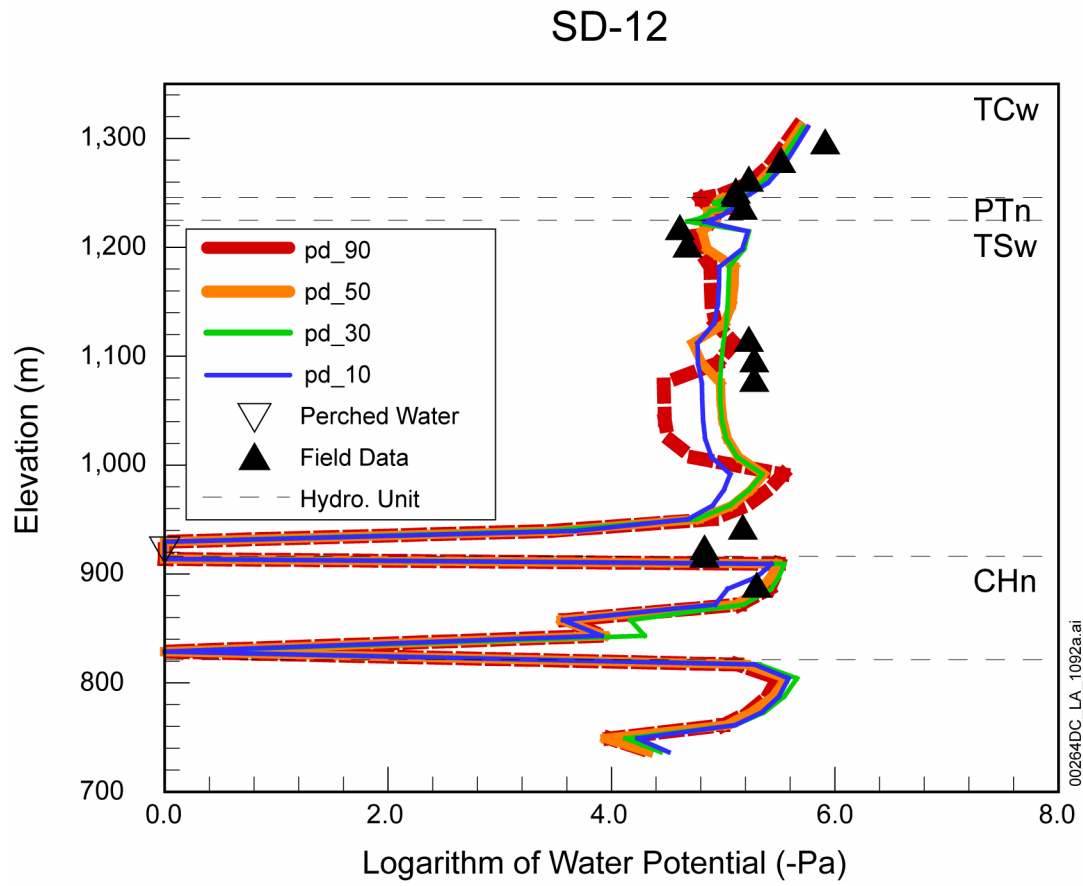 SD-12
TCw
PTn
TSw
CHn
1,300
1,200
1,100
1,000
900
800
700
Elevation (m)
pd_90
pd_50
pd_30
pd_10
Perched Water
Field Data
Hydro. Unit
0.0 2.0 4.0 6.0 8.0
Logarithm of Water Potential (-Pa)
00264DC_LA_1092a.ai